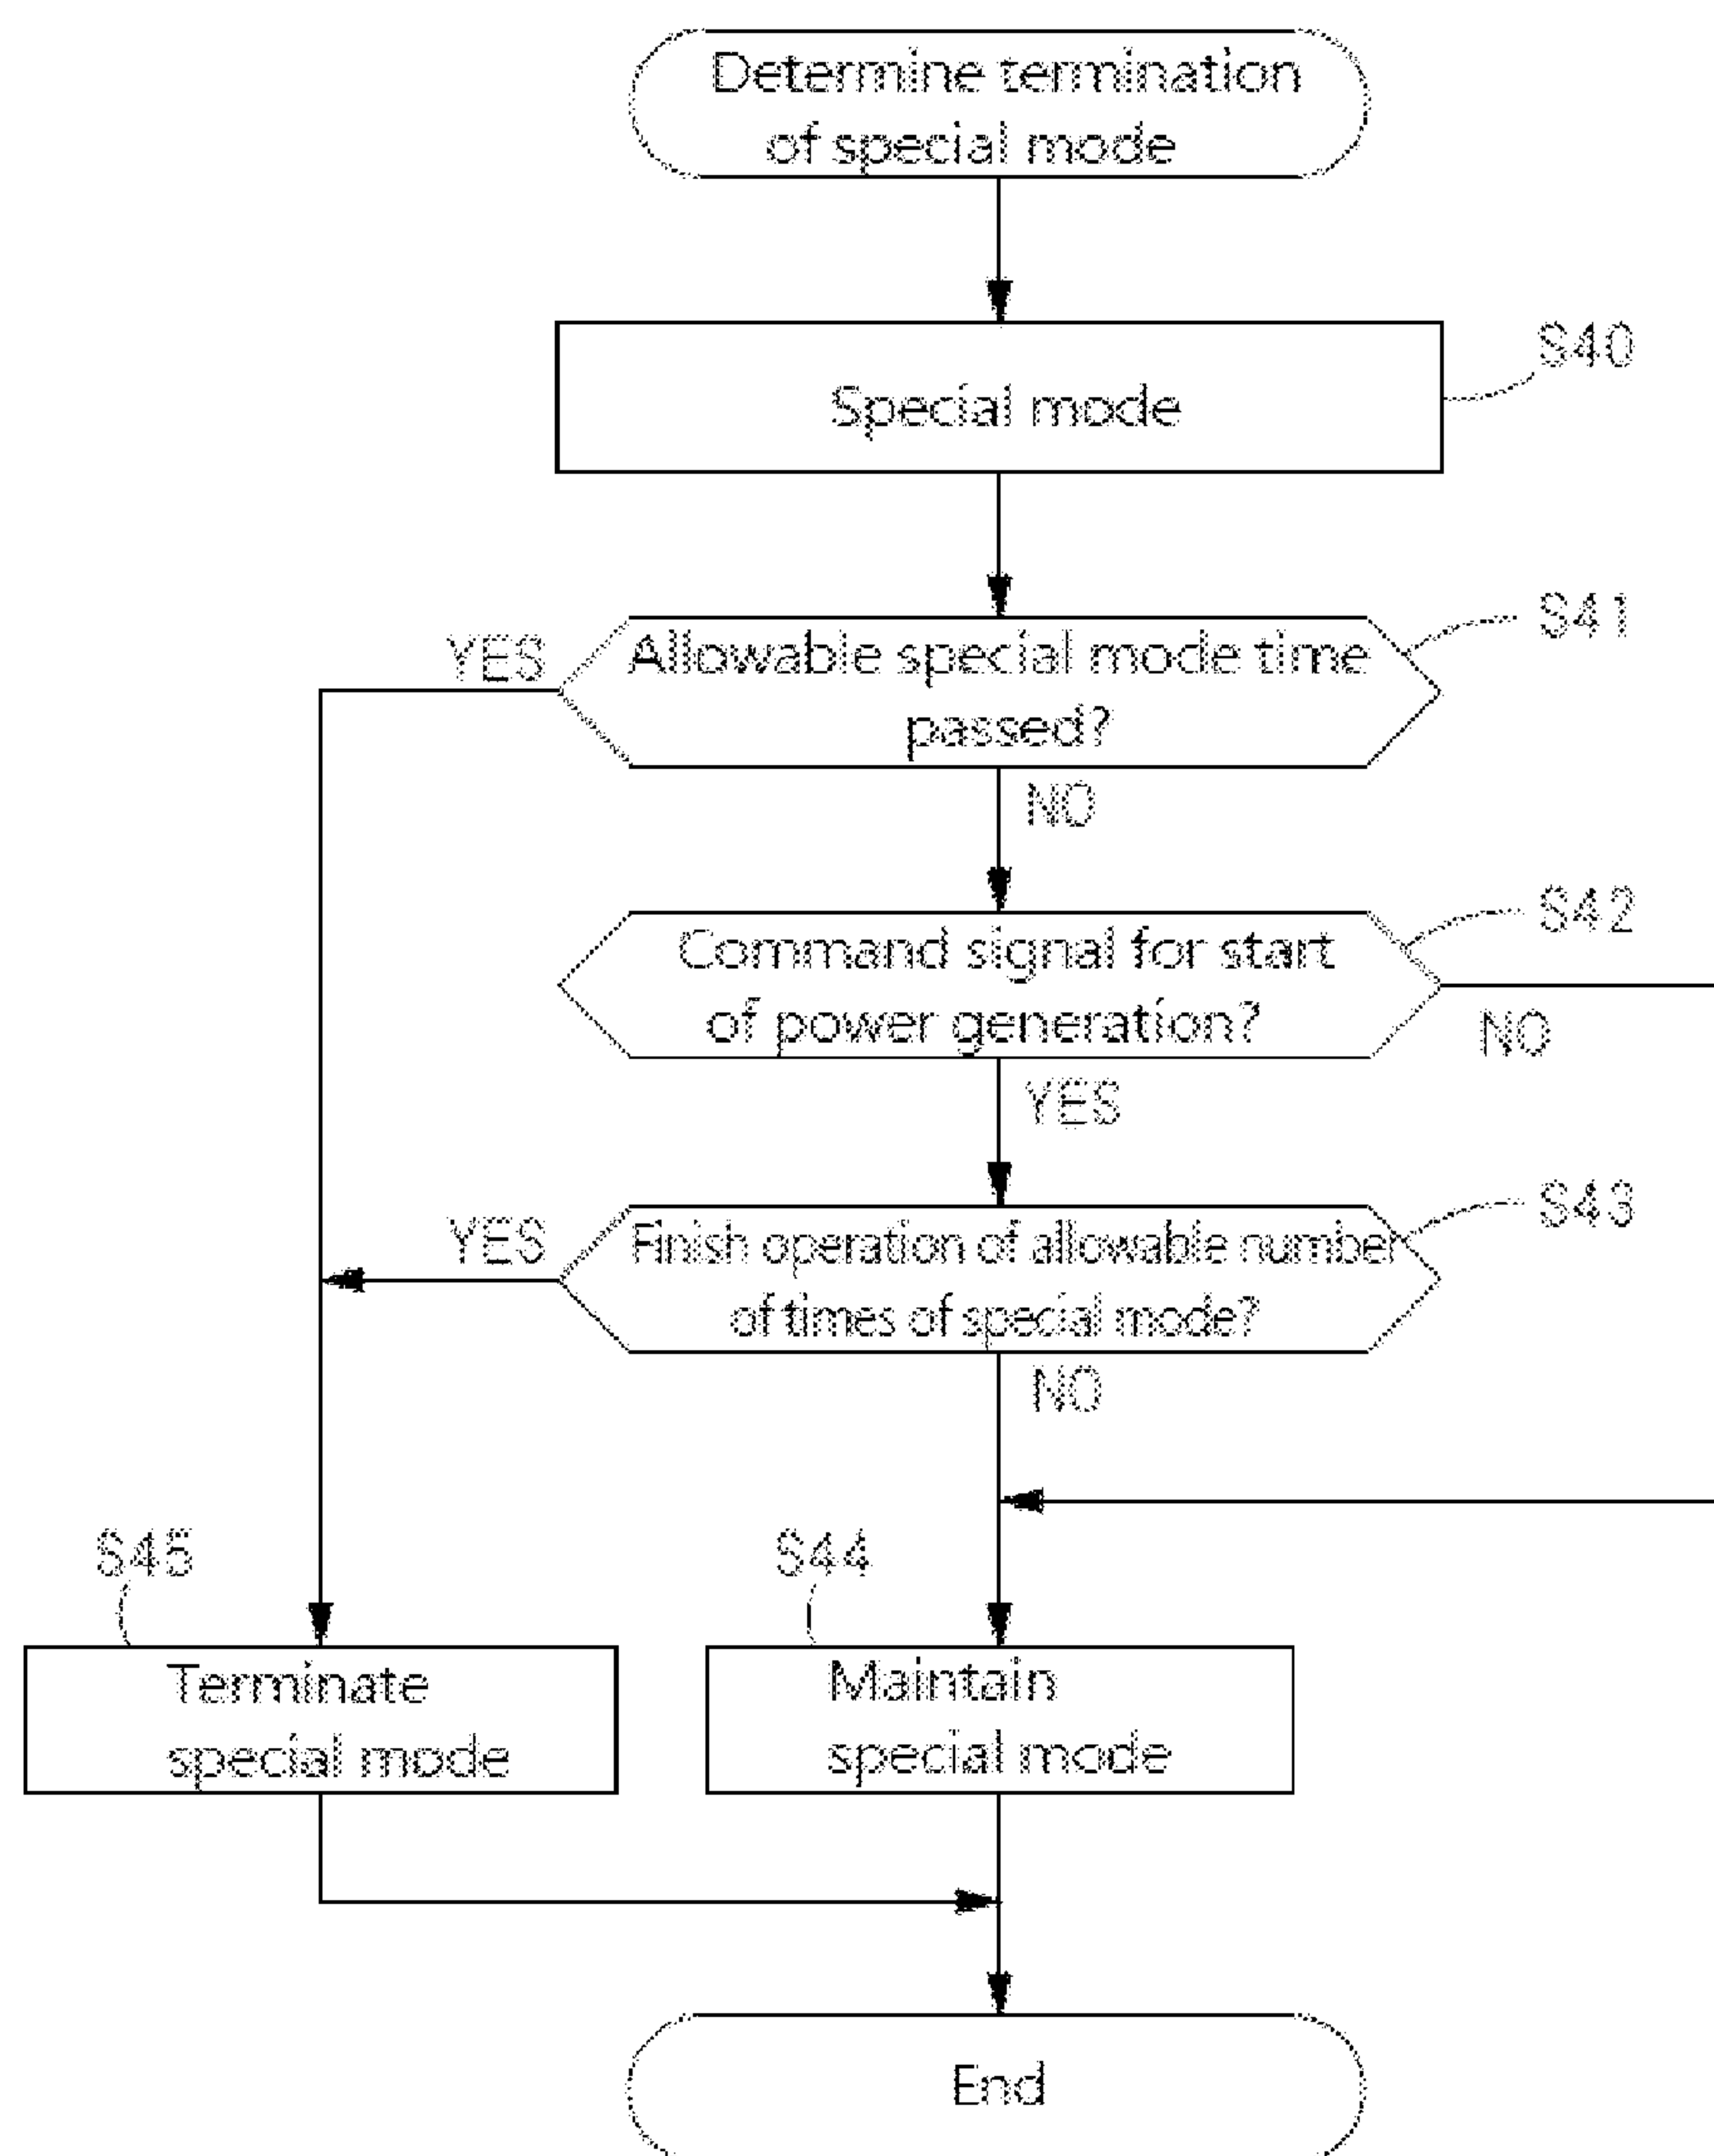 Determine termination
of special mode
Special mode
S40
Allowable special mode time
passed?
S41
YES
NO
Command signal for start
of power generation?
S42
NO
YES
Finish operation of allowable number
of times of special mode?
S43
YES
NO
S45
Terminate
special mode
S44
Maintain
special mode
End